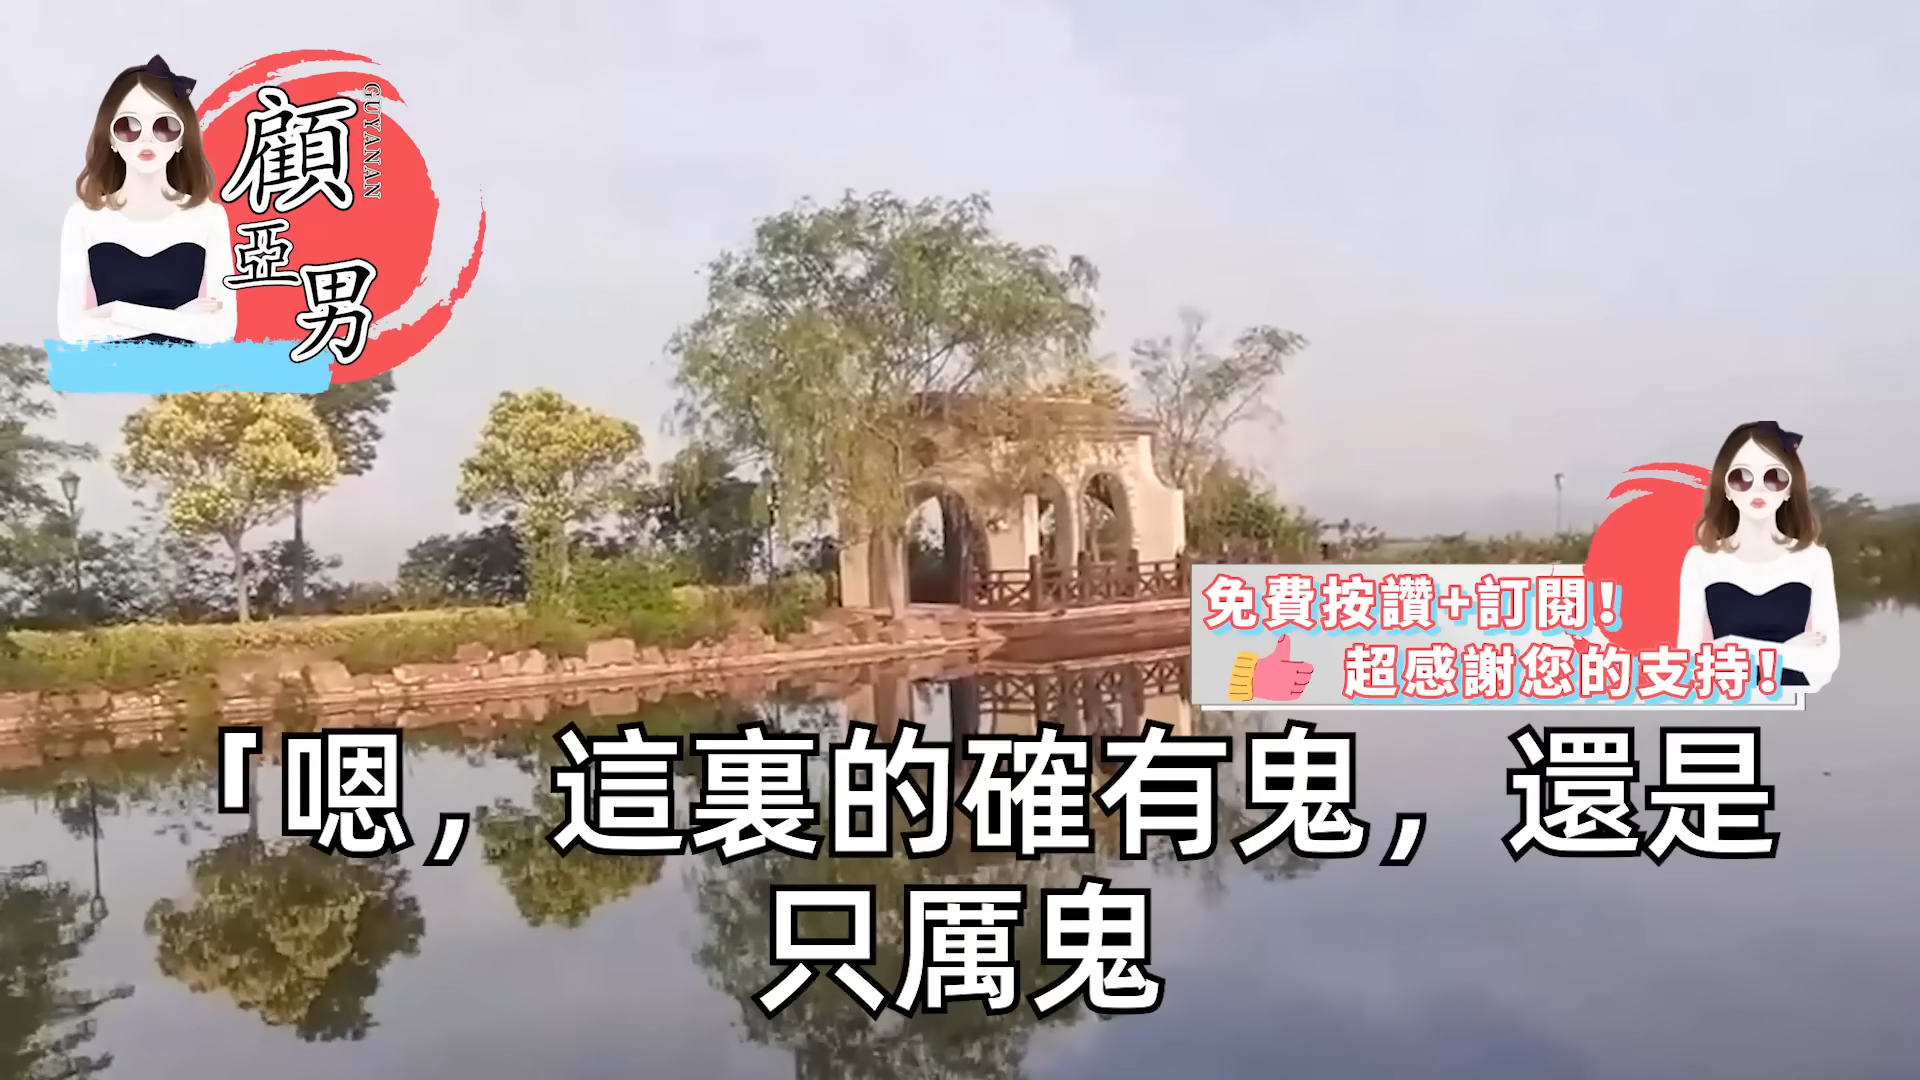 顧
亞
男
GUYANAN
免費按讚+訂閱！
超感謝您的支持！
「嗯，這裏的確有鬼，還是
只厲鬼